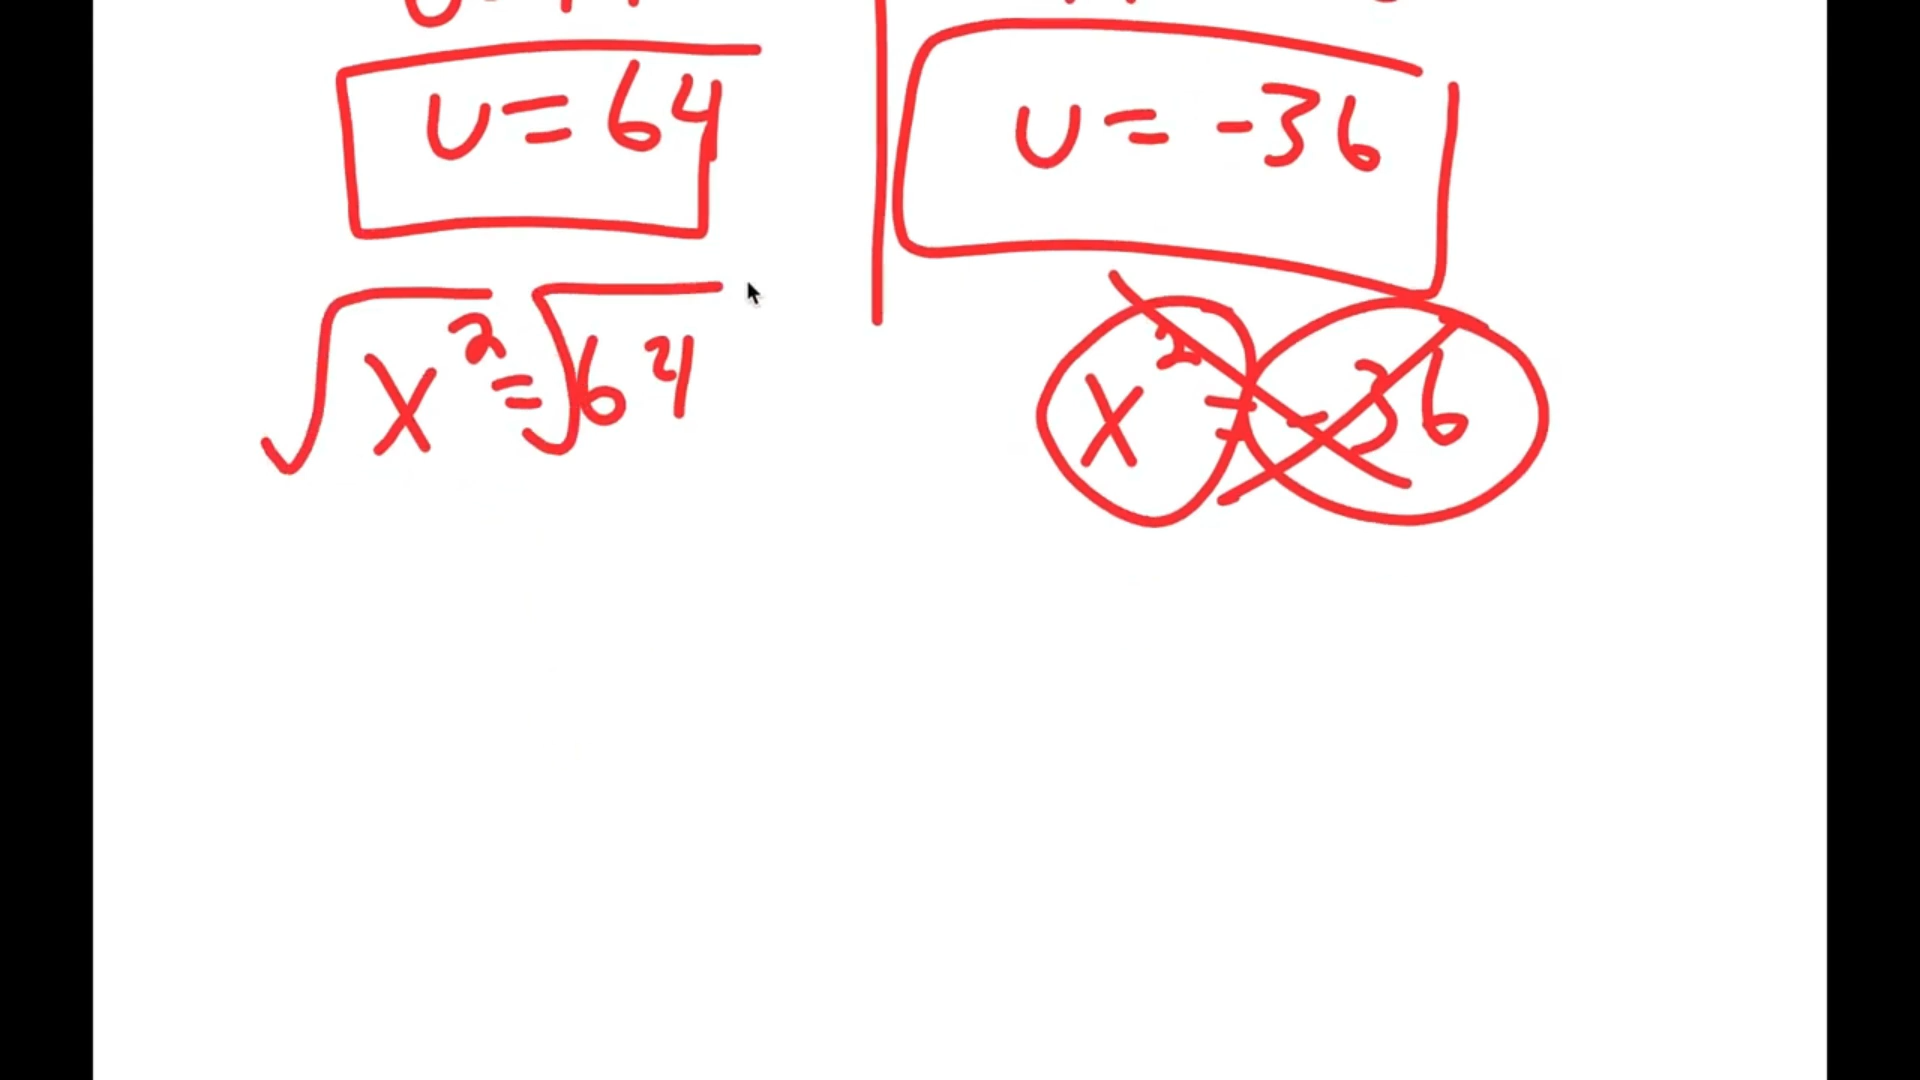 U = 64
U = -36
√x² = √64
x² = -36